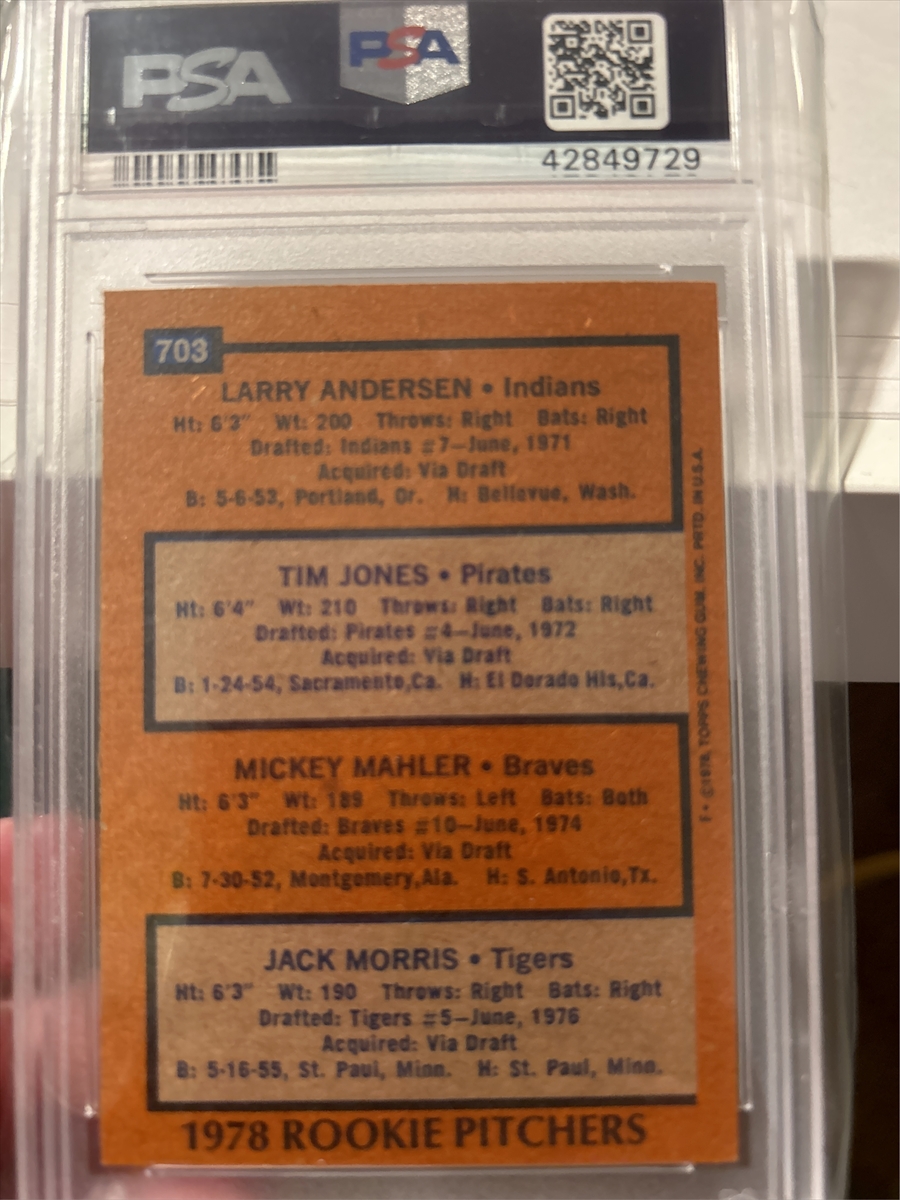 PSA PSA
42849729
703
LARRY ANDERSEN • Indians
Ht: 6'3" Wt: 200 Throws: Right Bats: Right
Drafted: Indians #7—June, 1971
Acquired: Via Draft
B: 5-6-53, Portland, Or. H: Bellevue, Wash.
TIM JONES • Pirates
Ht: 6'4" Wt: 210 Throws: Right Bats: Right
Drafted: Pirates #4—June, 1972
Acquired: Via Draft
B: 1-24-54, Sacramento,Ca. H: El Dorado Hls,Ca.
MICKEY MAHLER • Braves
Ht: 6'3" Wt: 189 Throws: Left Bats: Both
Drafted: Braves #10—June, 1974
Acquired: Via Draft
B: 7-30-52, Montgomery,Ala. H: S. Antonio,Tx.
JACK MORRIS • Tigers
Ht: 6'3" Wt: 190 Throws: Right Bats: Right
Drafted: Tigers #5—June, 1976
Acquired: Via Draft
B: 5-16-55, St. Paul, Minn. H: St. Paul, Minn.
1978 ROOKIE PITCHERS
F• ©1978 TOPPS CHEWING GUM, INC. PRTD. IN U.S.A.